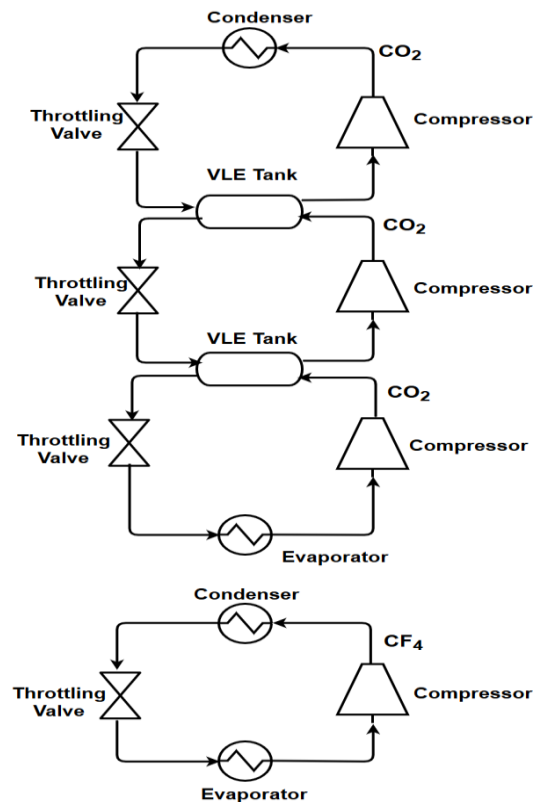 Condenser
CO2
Throttling
Valve
Compressor
VLE Tank
CO2
Throttling
Valve
Compressor
VLE Tank
CO2
Throttling
Valve
Compressor
Evaporator
Condenser
CF4
Throttling
Valve
Compressor
Evaporator